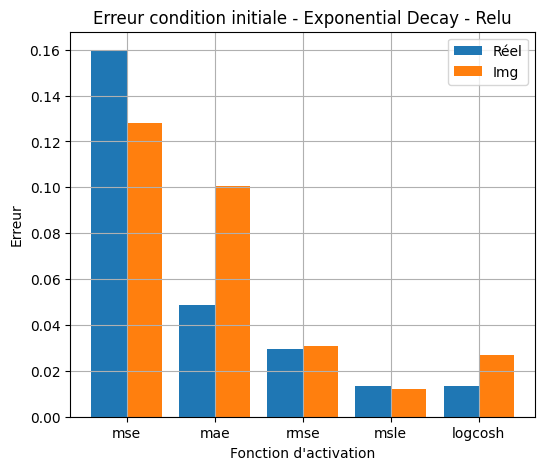 Erreur condition initiale - Exponential Decay - Relu
Réel
Img
0.16
0.14
0.12
0.10
0.08
0.06
0.04
0.02
0.00
Erreur
mse
mae
rmse
msle
logcosh
Fonction d'activation